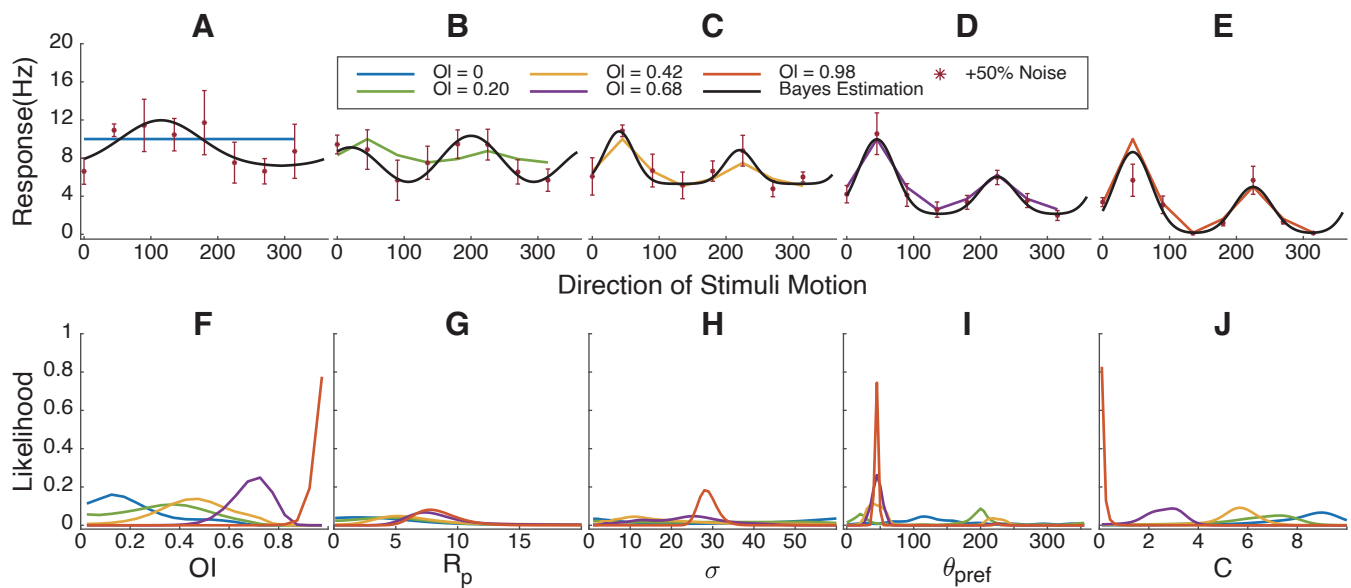 A B C D E
Response(Hz)
20
16
12
8
4
0
OI = 0 OI = 0.42 OI = 0.98 +50% Noise
OI = 0.20 OI = 0.68 Bayes Estimation
0 100 200 300 0 100 200 300 0 100 200 300 0 100 200 300 0 100 200 300
Direction of Stimuli Motion
F G H I J
Likelihood
1
0.8
0.6
0.4
0.2
0
0 0.2 0.4 0.6 0.8 0 5 10 15 0 10 20 30 40 50 0 100 200 300 0 2 4 6 8
OI R_p σ θ_pref C